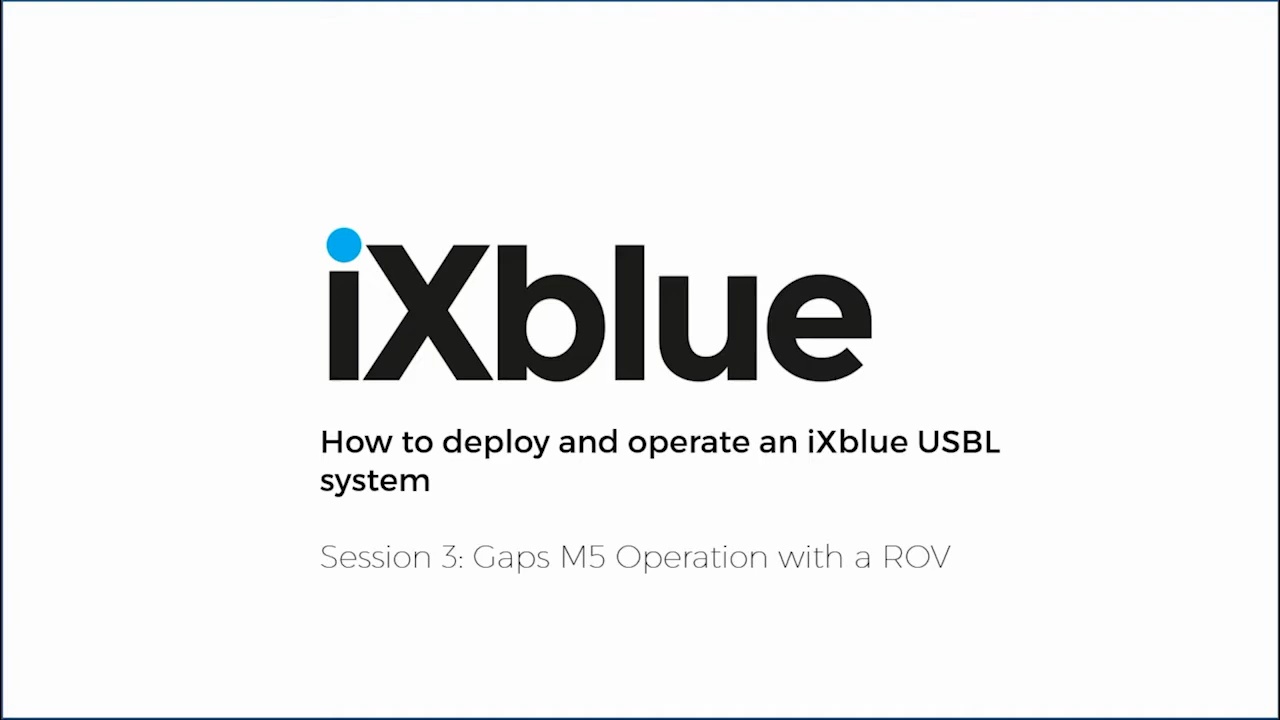 iXblue
How to deploy and operate an iXblue USBL
system
Session 3: Gaps M5 Operation with a ROV